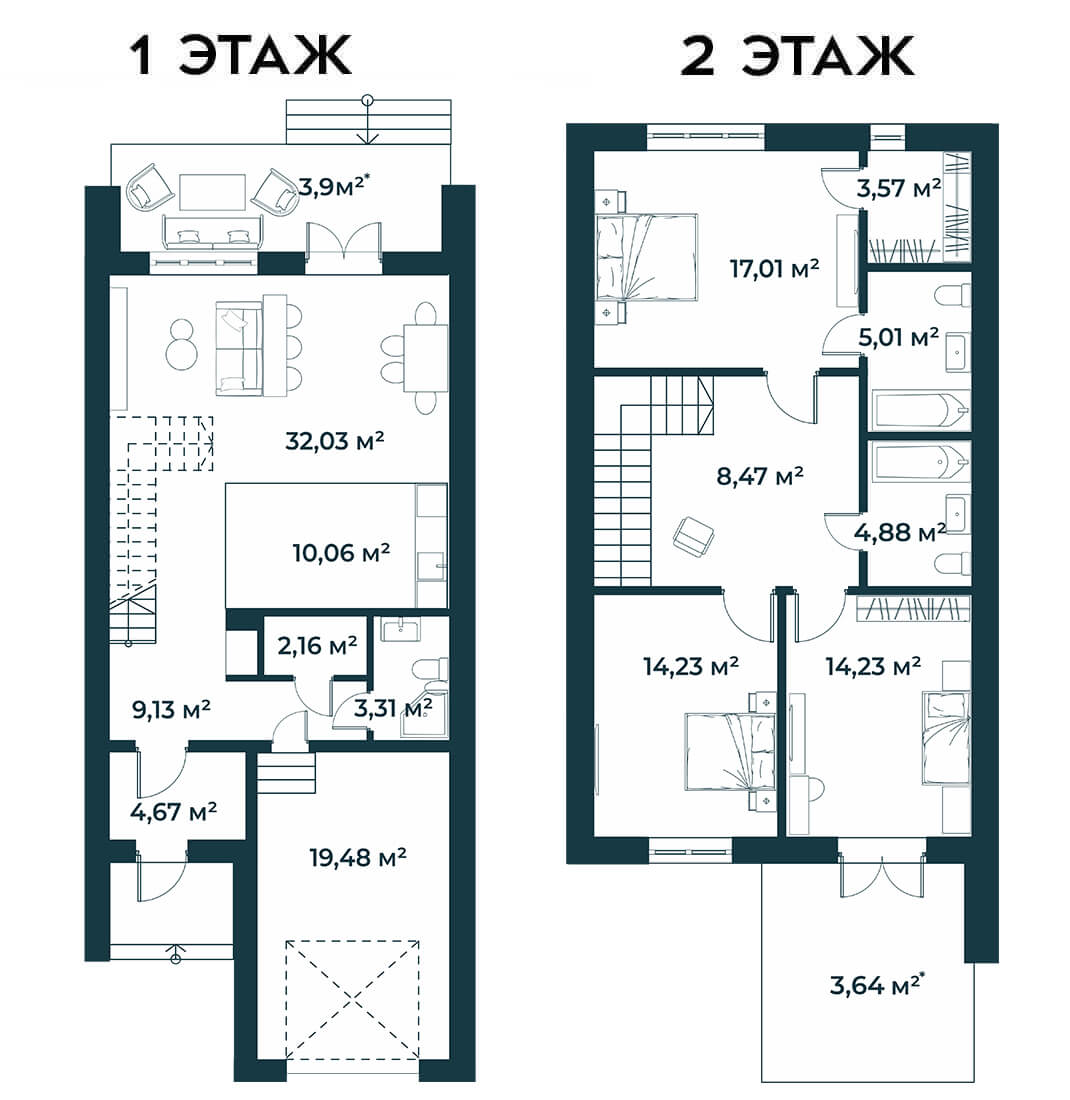 1 ЭТАЖ
3,9м²*
32,03 м²
10,06 м²
2,16 м²
9,13 м²
3,31 м²
4,67 м²
19,48 м²
2 ЭТАЖ
3,57 м²
17,01 м²
5,01 м²
8,47 м²
4,88 м²
14,23 м²
14,23 м²
3,64 м²*